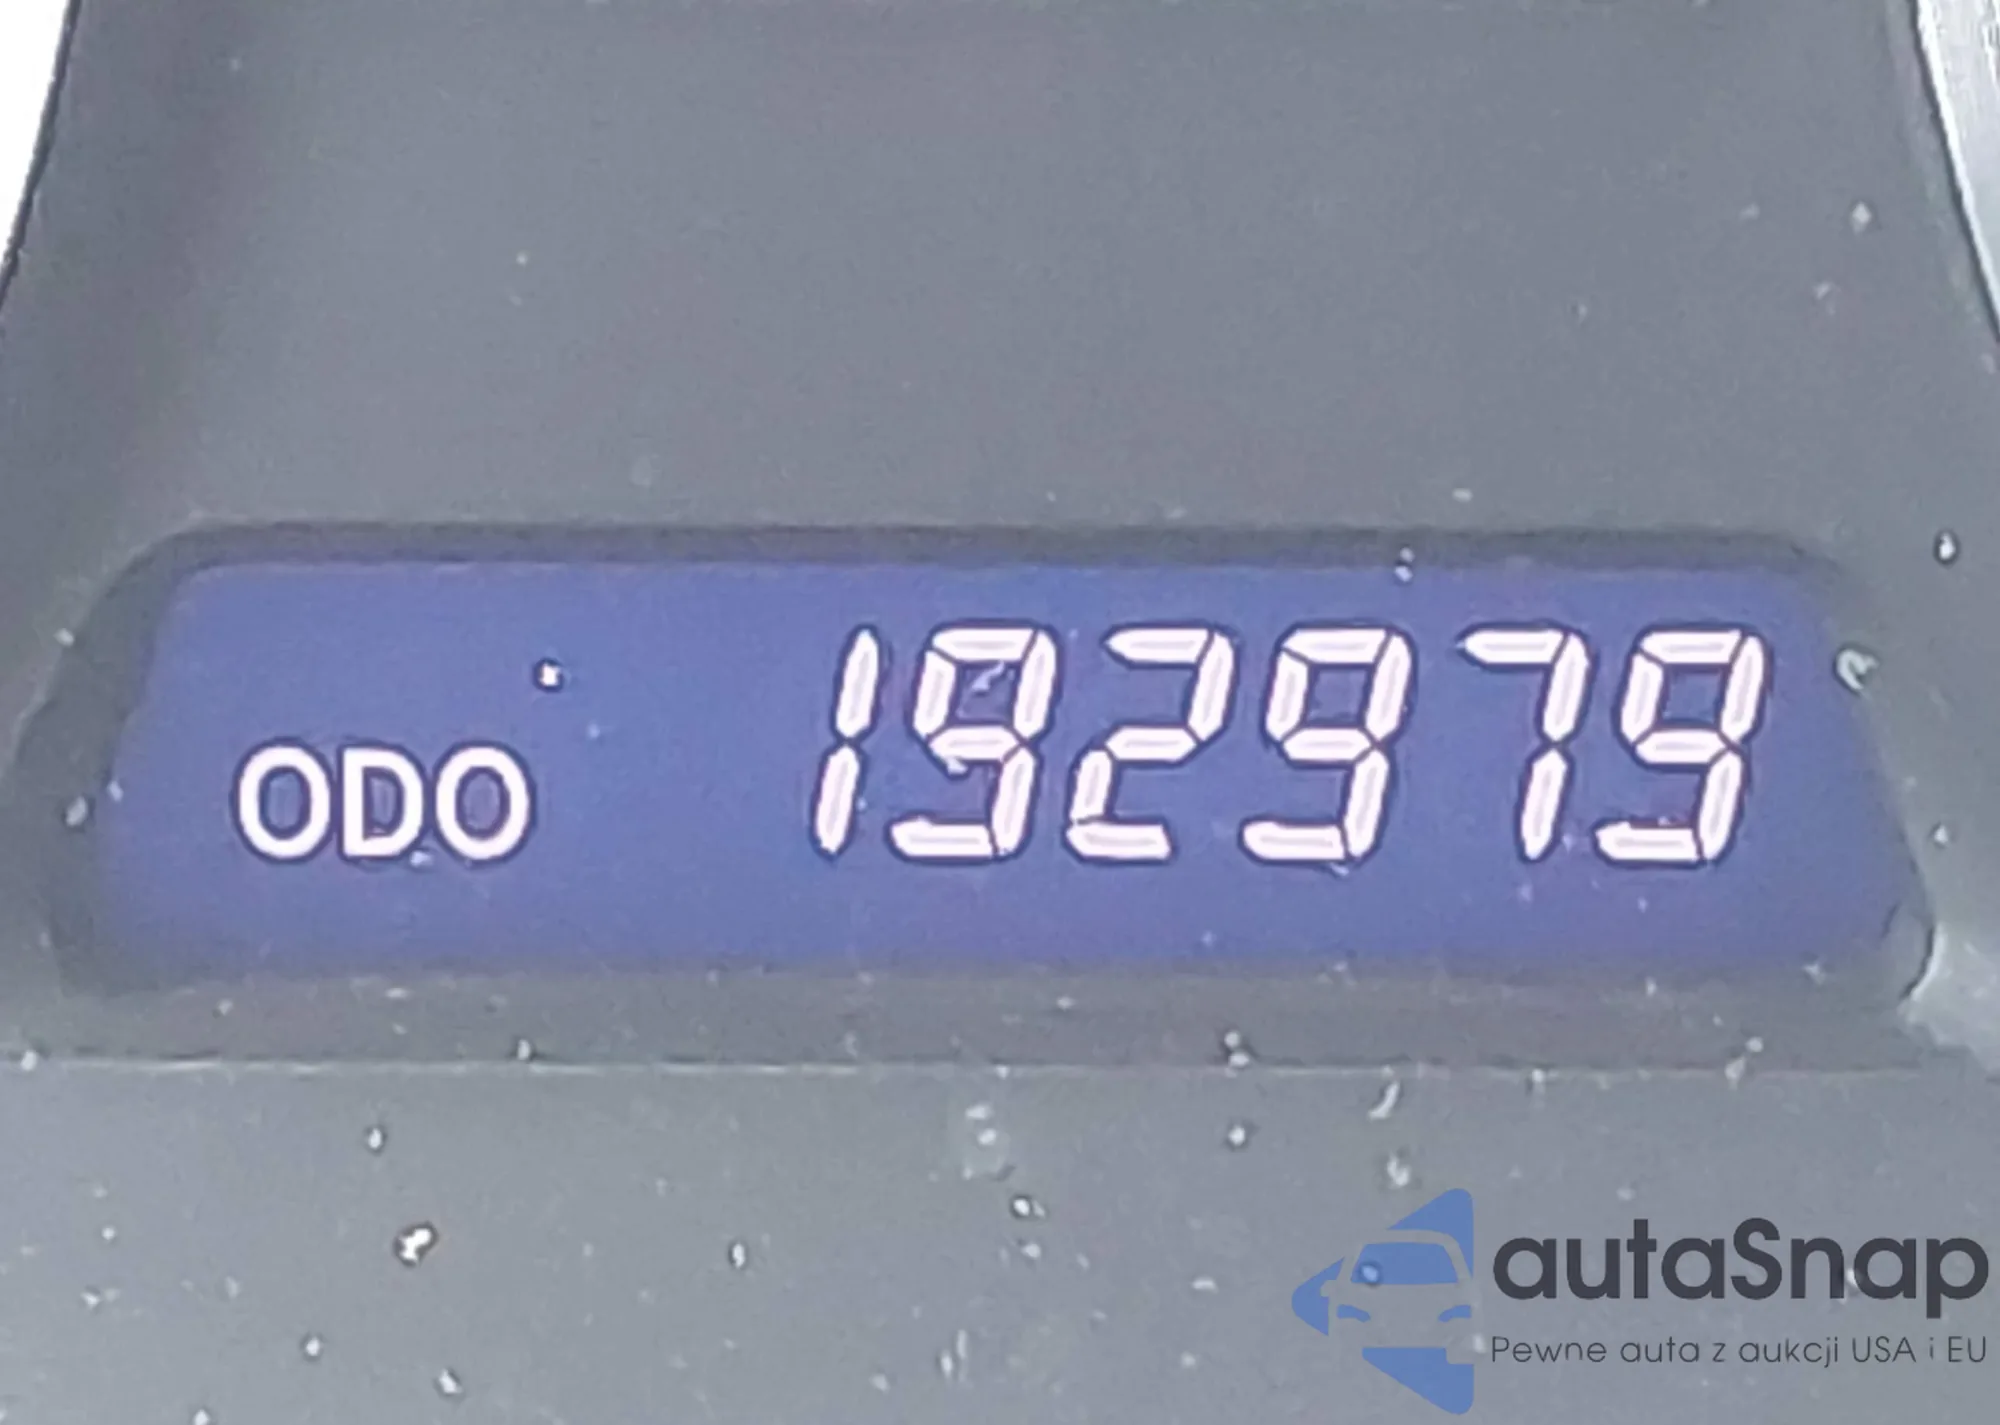 ODO 192979
autaSnap
Pewne auta z aukcji USA i EU